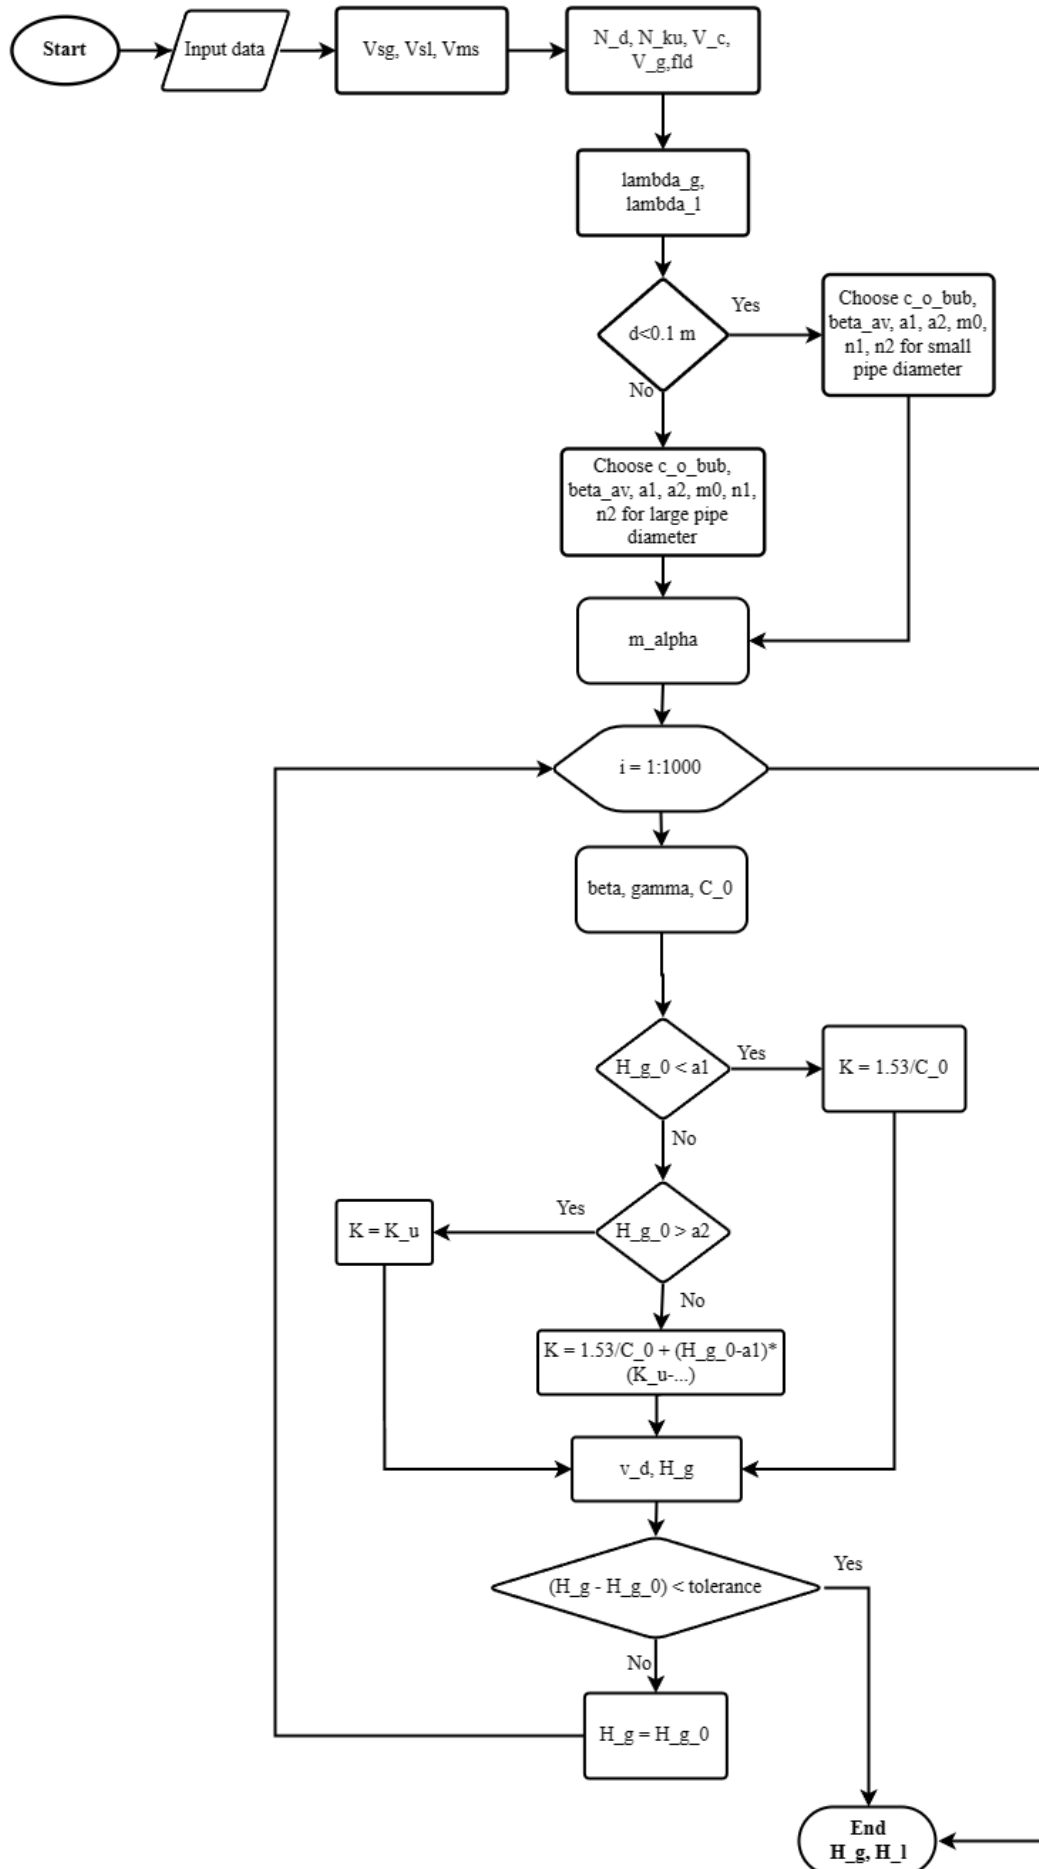 Start
Input data
Vsg, Vsl, Vms
N_d, N_ku, V_c,
V_g,fld
lambda_g,
lambda_l
d<0.1 m
Yes
Choose c_o_bub,
beta_av, a1, a2, m0,
n1, n2 for small
pipe diameter
No
Choose c_o_bub,
beta_av, a1, a2, m0, n1,
n2 for large pipe
diameter
m_alpha
i = 1:1000
beta, gamma, C_0
H_g_0 < a1
Yes
K = 1.53/C_0
No
H_g_0 > a2
Yes
K = K_u
No
K = 1.53/C_0 + (H_g_0-a1)*
(K_u-...)
v_d, H_g
(H_g - H_g_0) < tolerance
Yes
No
H_g = H_g_0
End
H_g, H_l